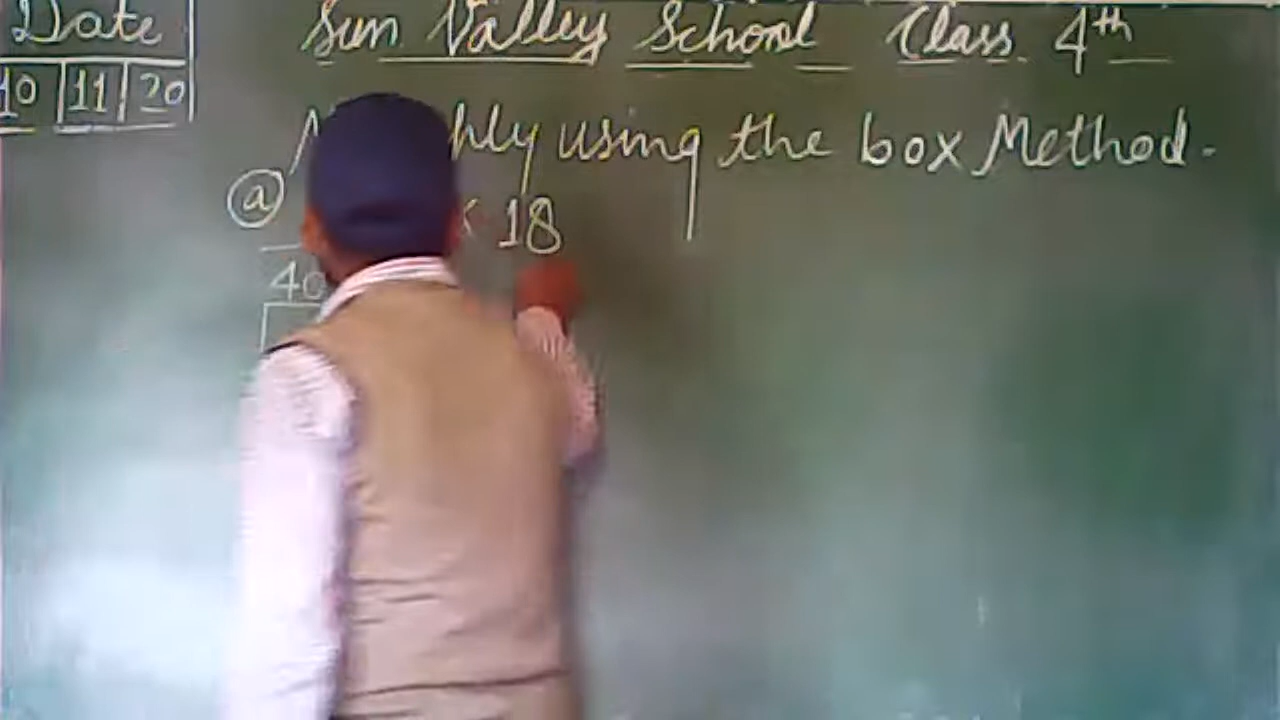 Date
10 11 20
Sun Valley School Class 4th
using the box Method.
a × 18
40